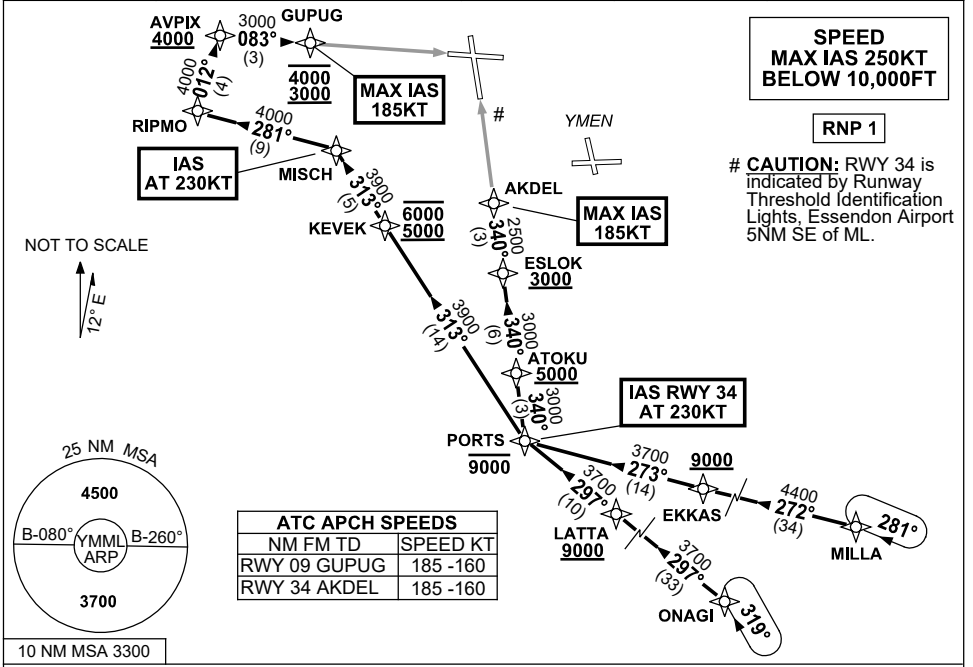 AVPIX
4000
3000
083°
(3)
GUPUG
4000
3000
MAX IAS
185KT
4000
012°
(4)
RIPMO
4000
281°
(9)
IAS
AT 230KT
MISCH
3900
313°
(5)
KEVEK
6000
5000
#
YMEN
AKDEL
MAX IAS
185KT
2500
340°
(3)
ESLOK
3000
3000
340°
(6)
ATOKU
5000
3000
340°
(3)
3900
313°
(14)
PORTS
9000
IAS RWY 34
AT 230KT
3700
273°
(14)
9000
EKKAS
4400
272°
(34)
281°
MILLA
3700
297°
(10)
LATTA
9000
3700
297°
(33)
ONAGI
319°
SPEED
MAX IAS 250KT
BELOW 10,000FT
RNP 1
# CAUTION: RWY 34 is
indicated by Runway
Threshold Identification
Lights, Essendon Airport
5NM SE of ML.
NOT TO SCALE
12° E
25 NM MSA
4500
B-080°
YMML
ARP
B-260°
3700
10 NM MSA 3300
ATC APCH SPEEDS
NM FM TD SPEED KT
RWY 09 GUPUG 185 -160
RWY 34 AKDEL 185 -160